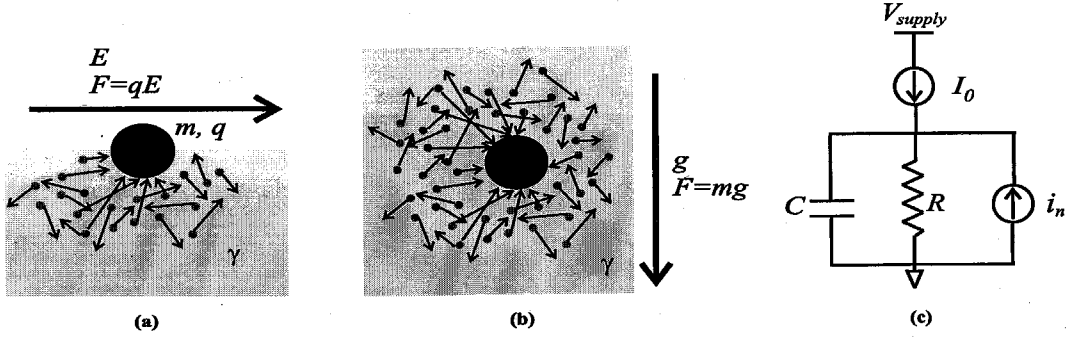 E
F=qE
m, q
γ
(a)
g
F=mg
γ
(b)
V_supply
I_0
C
R
i_n
(c)